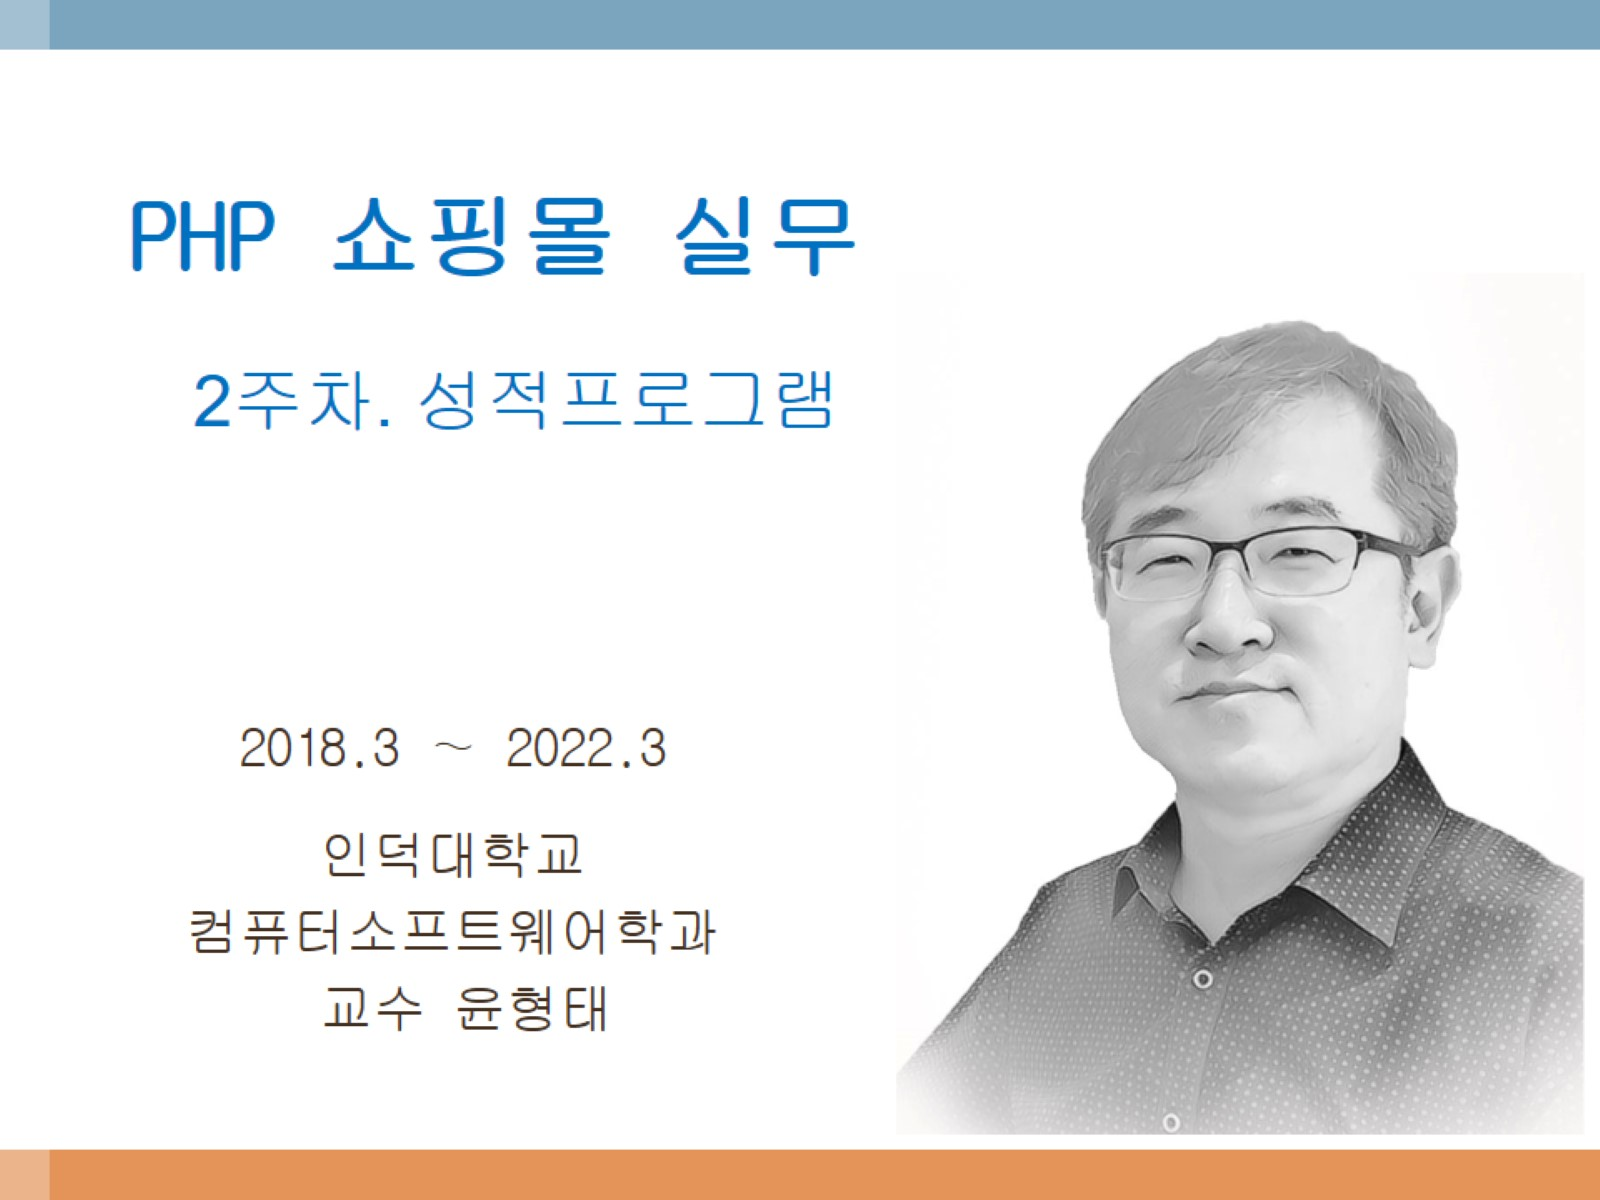 PHP 쇼핑몰 실무
2주차. 성적프로그램
2018.3 ~ 2022.3
인덕대학교
컴퓨터소프트웨어학과
교수 윤형태